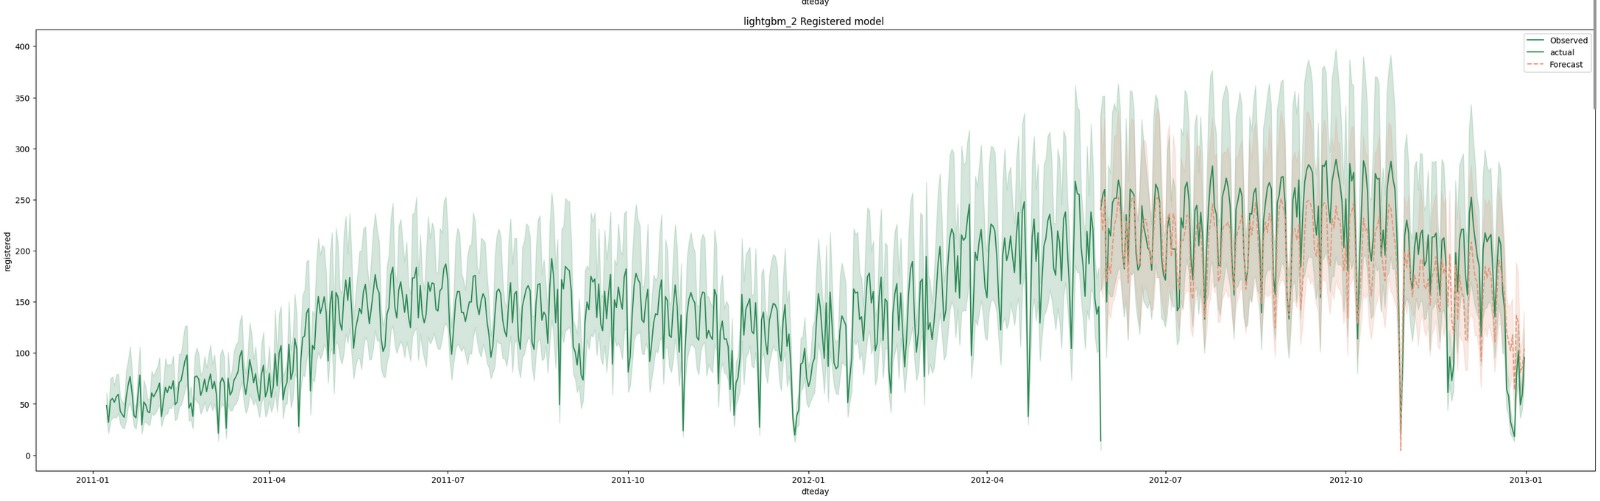 dteday
lightgbm_2 Registered model
400
350
300
250
200
150
100
50
0
registered
Observed
actual
Forecast
2011-01 2011-04 2011-07 2011-10 2012-01 2012-04 2012-07 2012-10 2013-01
dteday